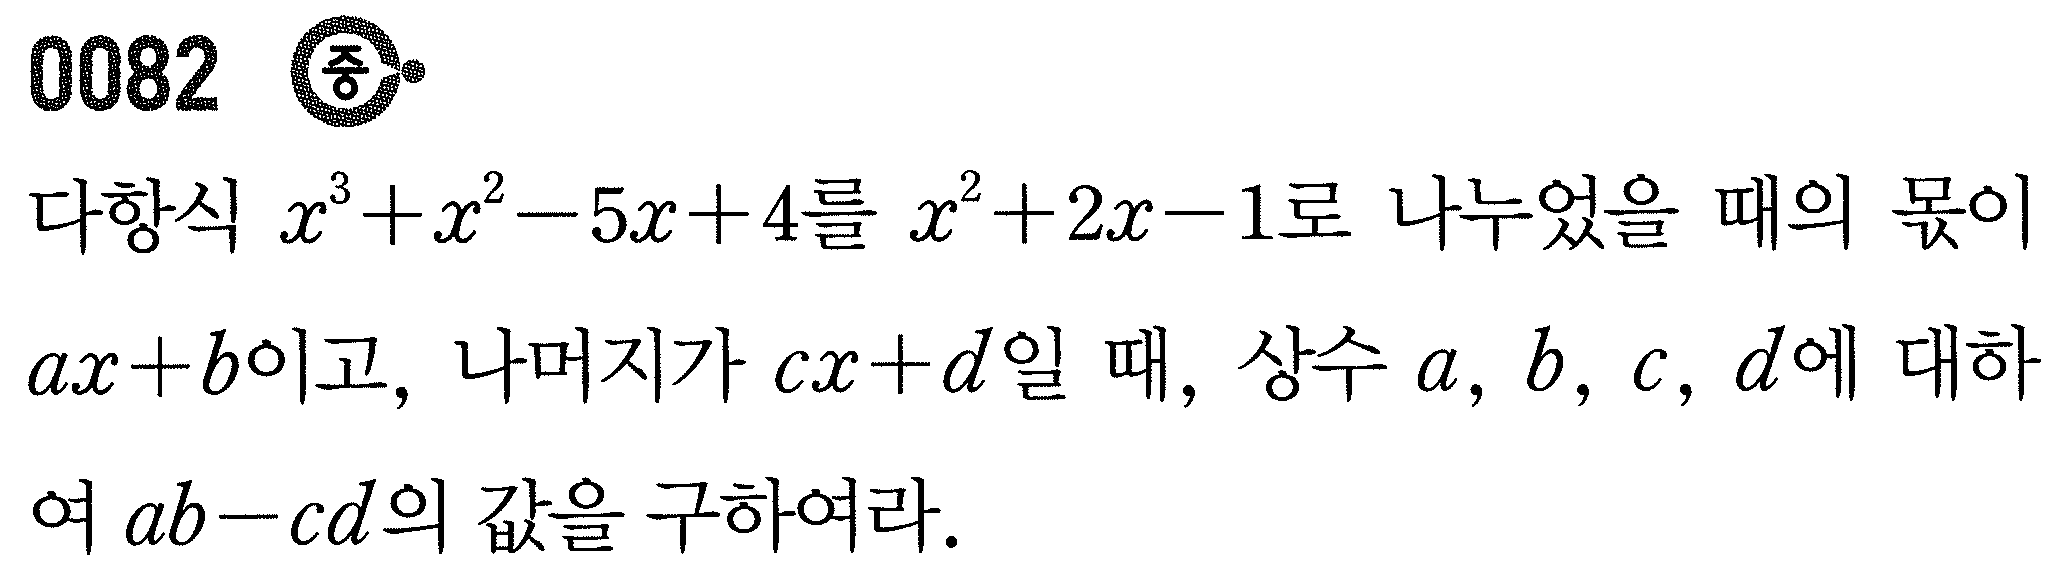 0082 중
다항식 x³+x²-5x+4를 x²+2x-1로 나누었을 때의 몫이
ax+b이고, 나머지가 cx+d일 때, 상수 a, b, c, d에 대하
여 ab-cd의 값을 구하여라.